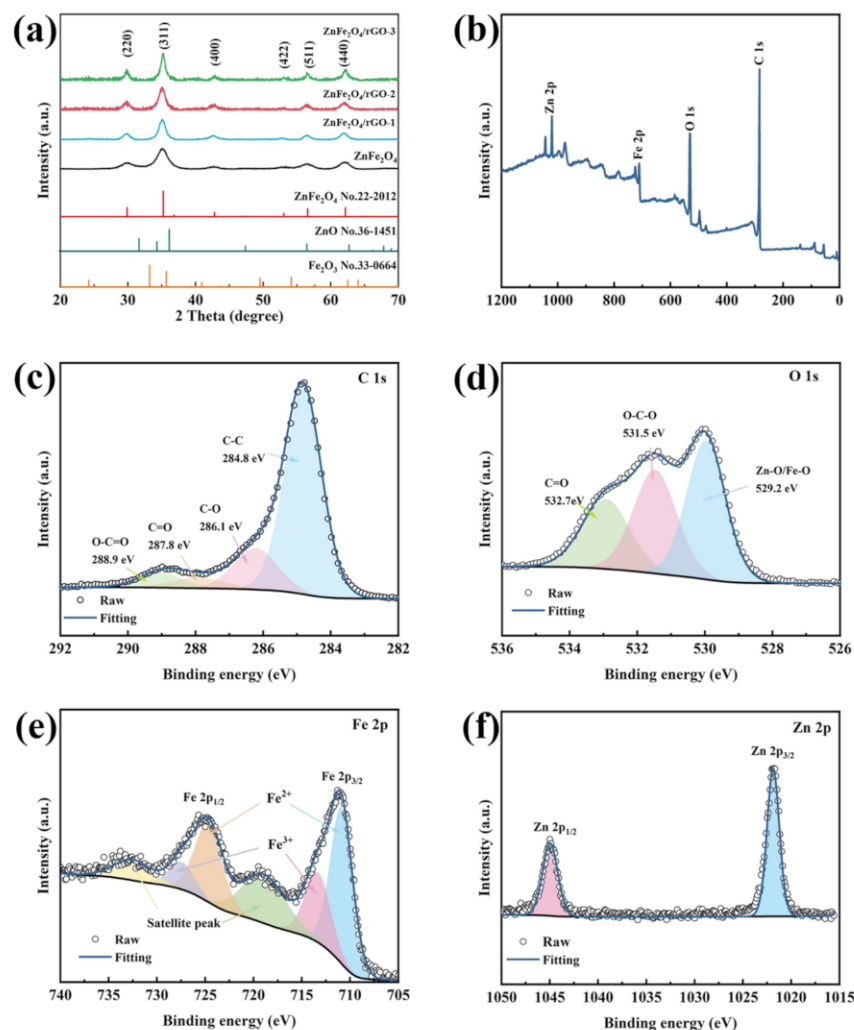 (a)
ZnFe₂O₄/rGO-3
(220)
(311)
(400)
(422)
(511)
(440)
ZnFe₂O₄/rGO-2
ZnFe₂O₄/rGO-1
ZnFe₂O₄
ZnFe₂O₄ No.22-2012
ZnO No.36-1451
Fe₂O₃ No.33-0664
Intensity (a.u.)
20 30 40 50 60 70
2 Theta (degree)
(b)
Zn 2p
Fe 2p
O 1s
C 1s
Intensity (a.u.)
1200 1000 800 600 400 200 0
(c)
C 1s
C-C
284.8 eV
C-O
286.1 eV
C=O
287.8 eV
O-C=O
288.9 eV
Raw
Fitting
Intensity (a.u.)
292 290 288 286 284 282
Binding energy (eV)
(d)
O 1s
O-C-O
531.5 eV
C=O
532.7eV
Zn-O/Fe-O
529.2 eV
Raw
Fitting
Intensity (a.u.)
536 534 532 530 528 526
Binding energy (eV)
(e)
Fe 2p
Fe 2p₃/₂
Fe 2p₁/₂
Fe²⁺
Fe³⁺
Satellite peak
Raw
Fitting
Intensity (a.u.)
740 735 730 725 720 715 710 705
Binding energy (eV)
(f)
Zn 2p
Zn 2p₃/₂
Zn 2p₁/₂
Raw
Fitting
Intensity (a.u.)
1050 1045 1040 1035 1030 1025 1020 1015
Binding energy (eV)